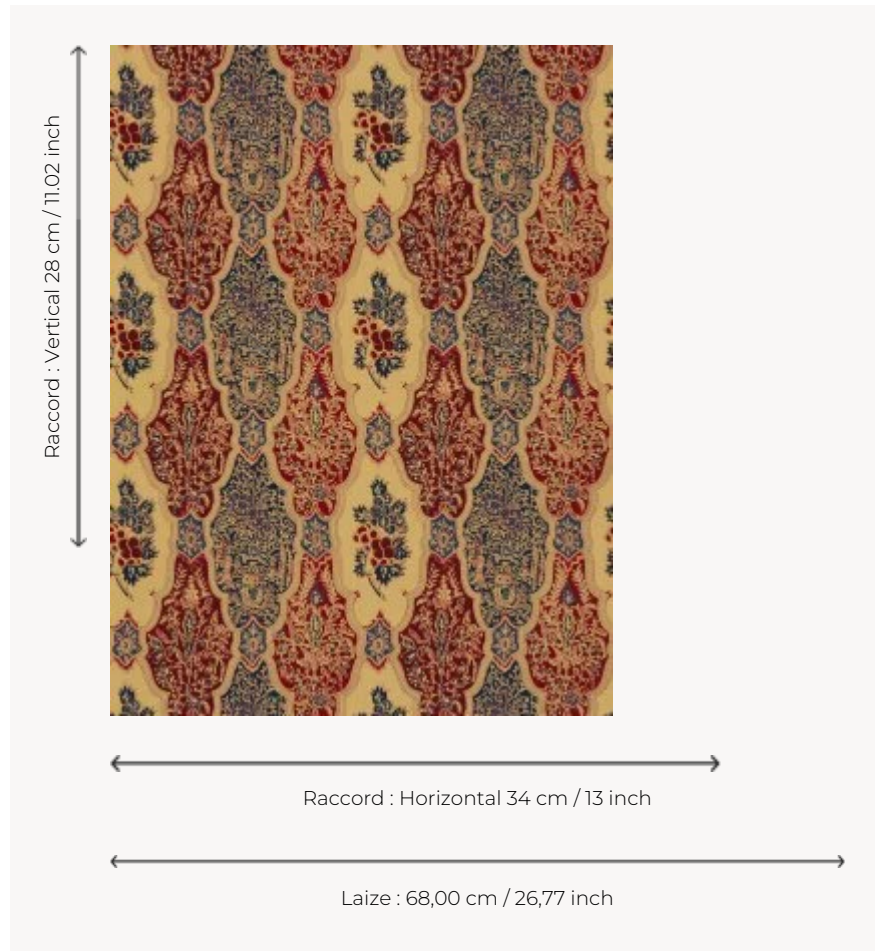 Raccord : Vertical 28 cm / 11.02 inch
Raccord : Horizontal 34 cm / 13 inch
Laize : 68,00 cm / 26,77 inch